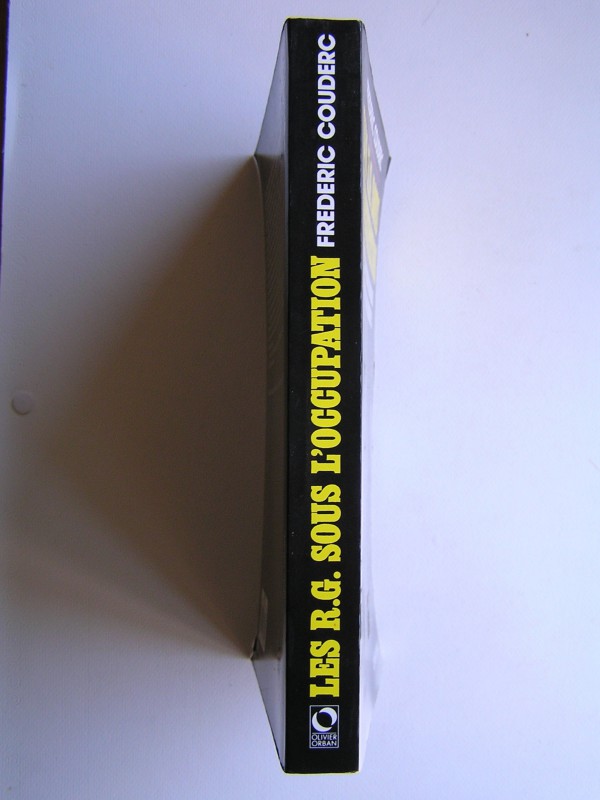 LES R.G. SOUS L'OCCUPATION
FREDERIC COUDERC
OLIVIER
ORBAN